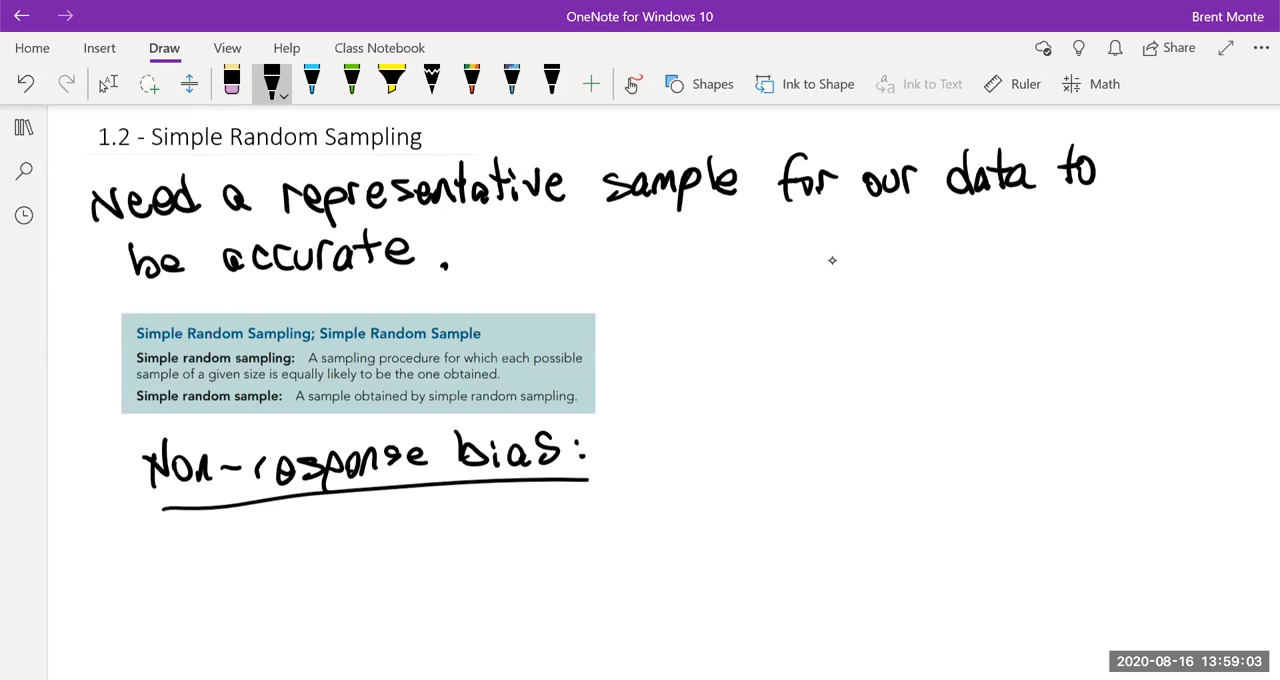 OneNote for Windows 10
Brent Monte
Home Insert Draw View Help Class Notebook Share
Shapes Ink to Shape Ink to Text Ruler Math
1.2 - Simple Random Sampling
Need a representative sample for our data to
be accurate.
Simple Random Sampling; Simple Random Sample
Simple random sampling: A sampling procedure for which each possible
sample of a given size is equally likely to be the one obtained.
Simple random sample: A sample obtained by simple random sampling.
Non-response bias:
2020-08-16 13:59:03